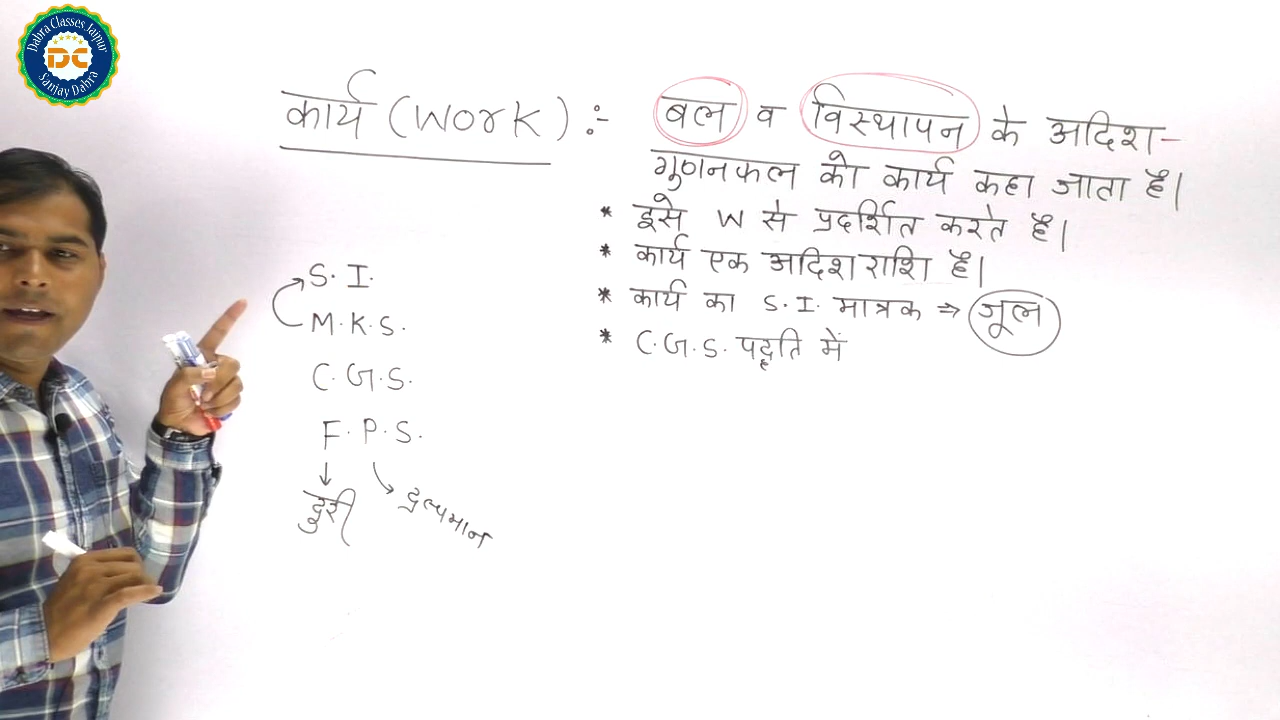 Dabra Classes Jaipur
DC
Sanjay Dabra
कार्य (Work) :- बल व विस्थापन के अदिश-
गुणनफल को कार्य कहा जाता है।
* इसे W से प्रदर्शित करते है।
* कार्य एक अदिश राशि है।
* कार्य का S.I. मात्रक ⇒ जूल
* C.G.S. पद्दति में
S.I.
M.K.S.
C.G.S.
F.P.S.
↓ ↘
दुरी द्रव्यमान